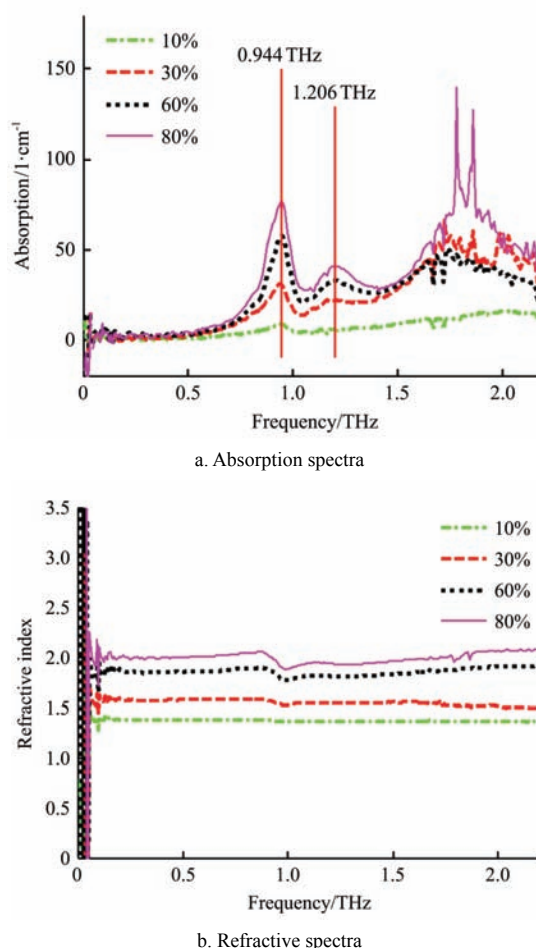 0.944 THz
1.206 THz
10%
30%
60%
80%
150
100
50
0
Absorption/1·cm⁻¹
0 0.5 1.0 1.5 2.0
Frequency/THz
a. Absorption spectra
3.5
3.0
2.5
2.0
1.5
1.0
0.5
0
Refractive index
10%
30%
60%
80%
0 0.5 1.0 1.5 2.0
Frequency/THz
b. Refractive spectra